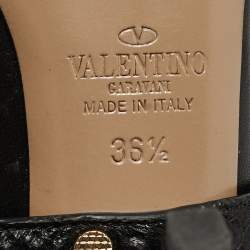 VALENTINO
GARAVANI
MADE IN ITALY
36½